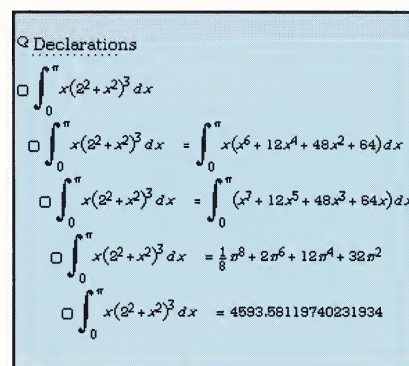 Declarations
∫₀^π x(2² + x²)³ dx
∫₀^π x(2² + x²)³ dx = ∫₀^π x(x⁶ + 12x⁴ + 48x² + 64) dx
∫₀^π x(2² + x²)³ dx = ∫₀^π (x⁷ + 12x⁵ + 48x³ + 64x) dx
∫₀^π x(2² + x²)³ dx = 1/8 π⁸ + 2π⁶ + 12π⁴ + 32π²
∫₀^π x(2² + x²)³ dx = 4593.58119740231934